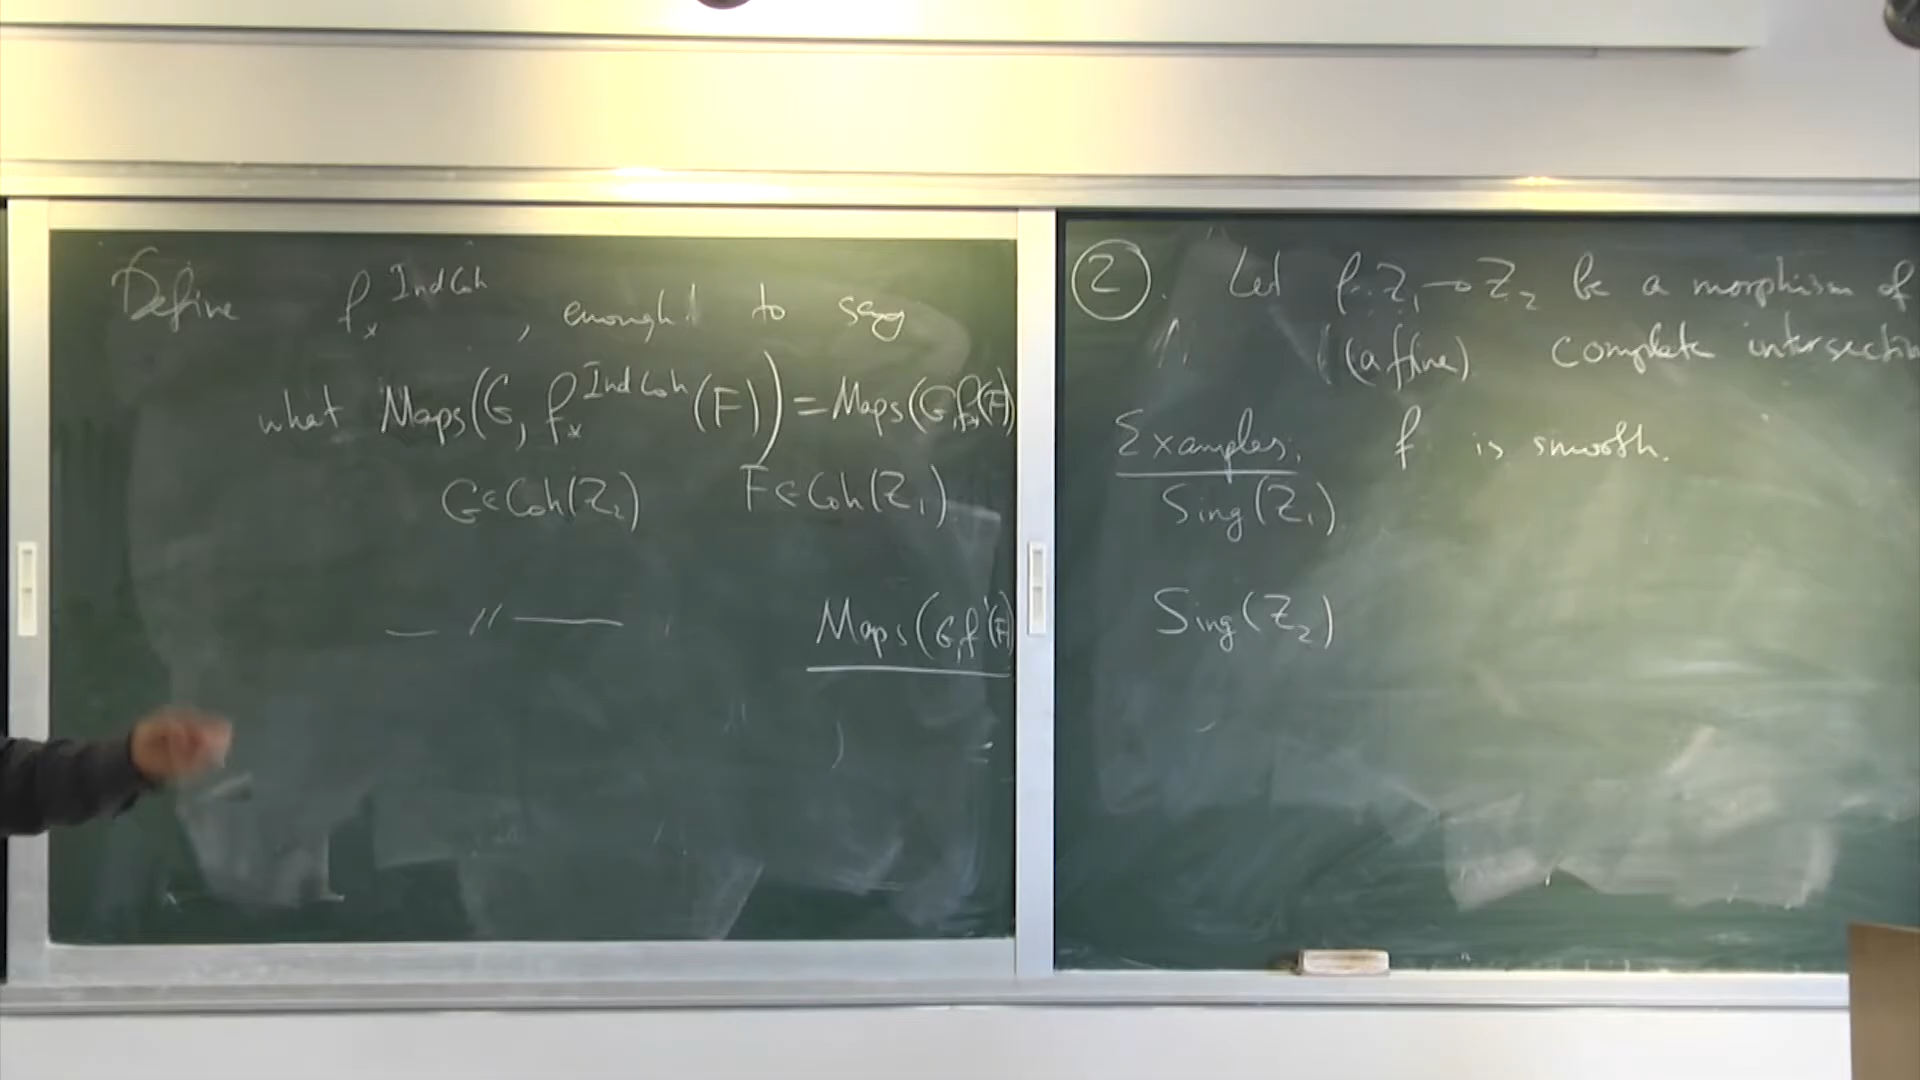 Define f_*^{IndCoh}, enough to say
what Maps(G, f_*^{IndCoh}(F)) = Maps(G, f_*(F)
G ∈ Coh(Z_2) F ∈ Coh(Z_1)
— // — Maps(G, f^!(F)
② . Let f: Z_1 → Z_2 be a morphism of
(affine) complete intersectio
Examples. f is smooth.
Sing(Z_1)
Sing(Z_2)